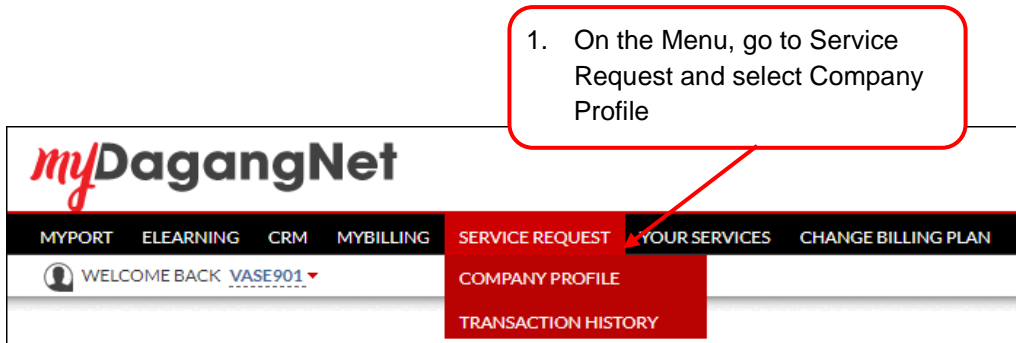 1. On the Menu, go to Service
Request and select Company
Profile
myDagangNet
MYPORT ELEARNING CRM MYBILLING SERVICE REQUEST YOUR SERVICES CHANGE BILLING PLAN
WELCOME BACK VASE901
COMPANY PROFILE
TRANSACTION HISTORY